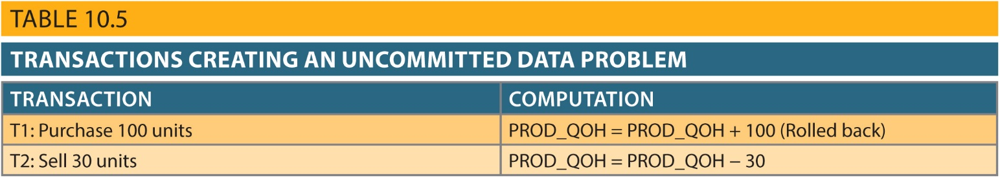 TABLE 10.5
TRANSACTIONS CREATING AN UNCOMMITTED DATA PROBLEM
TRANSACTION COMPUTATION
T1: Purchase 100 units PROD_QOH = PROD_QOH + 100 (Rolled back)
T2: Sell 30 units PROD_QOH = PROD_QOH − 30